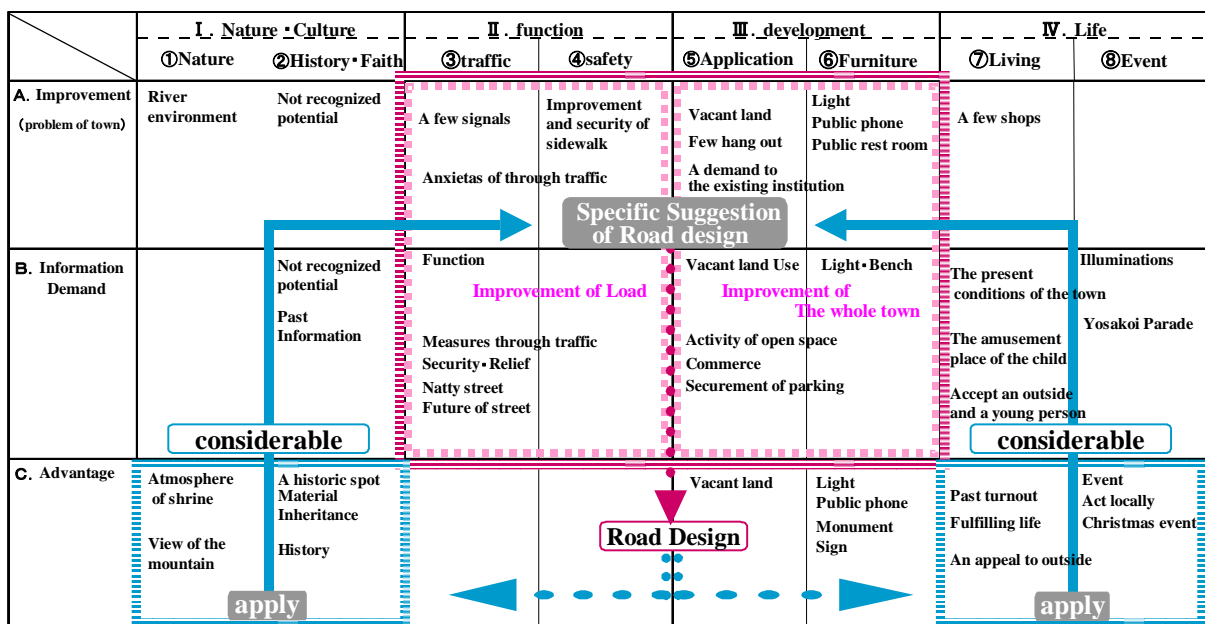 Ⅰ. Nature・Culture
Ⅱ. function
Ⅲ. development
Ⅳ. Life
①Nature
②History・Faith
③traffic
④safety
⑤Application
⑥Furniture
⑦Living
⑧Event
A. Improvement
(problem of town)
River
environment
Not recognized
potential
A few signals
Improvement
and security of
sidewalk
Anxietas of through traffic
Vacant land
Few hang out
A demand to
the existing institution
Light
Public phone
Public rest room
A few shops
Specific Suggestion
of Road design
B. Information
Demand
Not recognized
potential
Past
Information
Function
Improvement of Load
Measures through traffic
Security・Relief
Natty street
Future of street
Vacant land Use
Light・Bench
Improvement of
The whole town
Activity of open space
Commerce
Securement of parking
The present
conditions of the town
The amusement
place of the child
Accept an outside
and a young person
Illuminations
Yosakoi Parade
considerable
considerable
C. Advantage
Atmosphere
of shrine
View of the
mountain
A historic spot
Material
Inheritance
History
Vacant land
Light
Public phone
Monument
Sign
Road Design
Past turnout
Fulfilling life
An appeal to outside
Event
Act locally
Christmas event
apply
apply